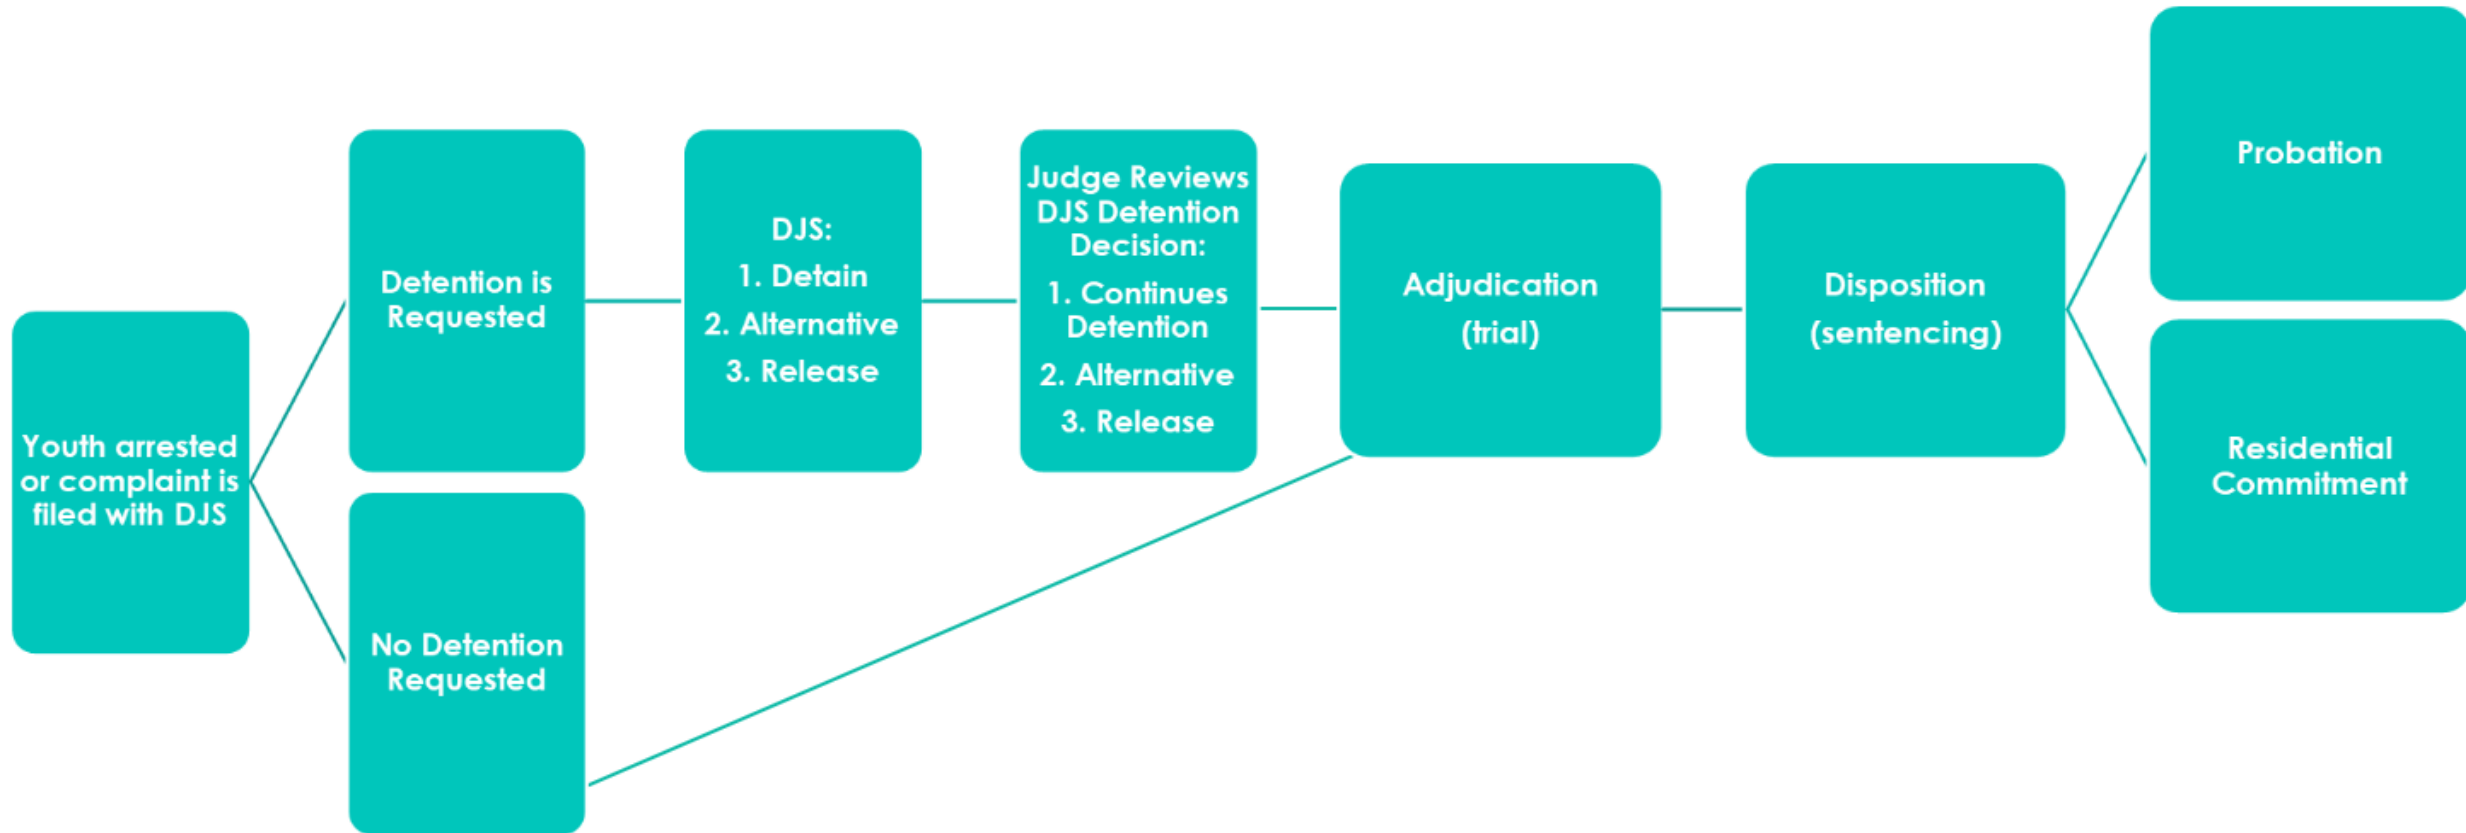 Youth arrested
or complaint is
filed with DJS
Detention is
Requested
No Detention
Requested
DJS:
1. Detain
2. Alternative
3. Release
Judge Reviews
DJS Detention
Decision:
1. Continues
Detention
2. Alternative
3. Release
Adjudication
(trial)
Disposition
(sentencing)
Probation
Residential
Commitment